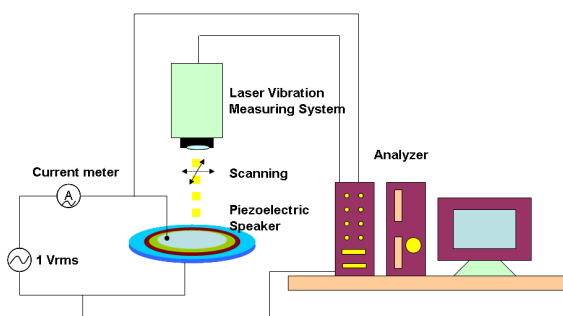 Laser Vibration
Measuring System
Analyzer
Current meter
Scanning
A
Piezoelectric
Speaker
1 Vrms